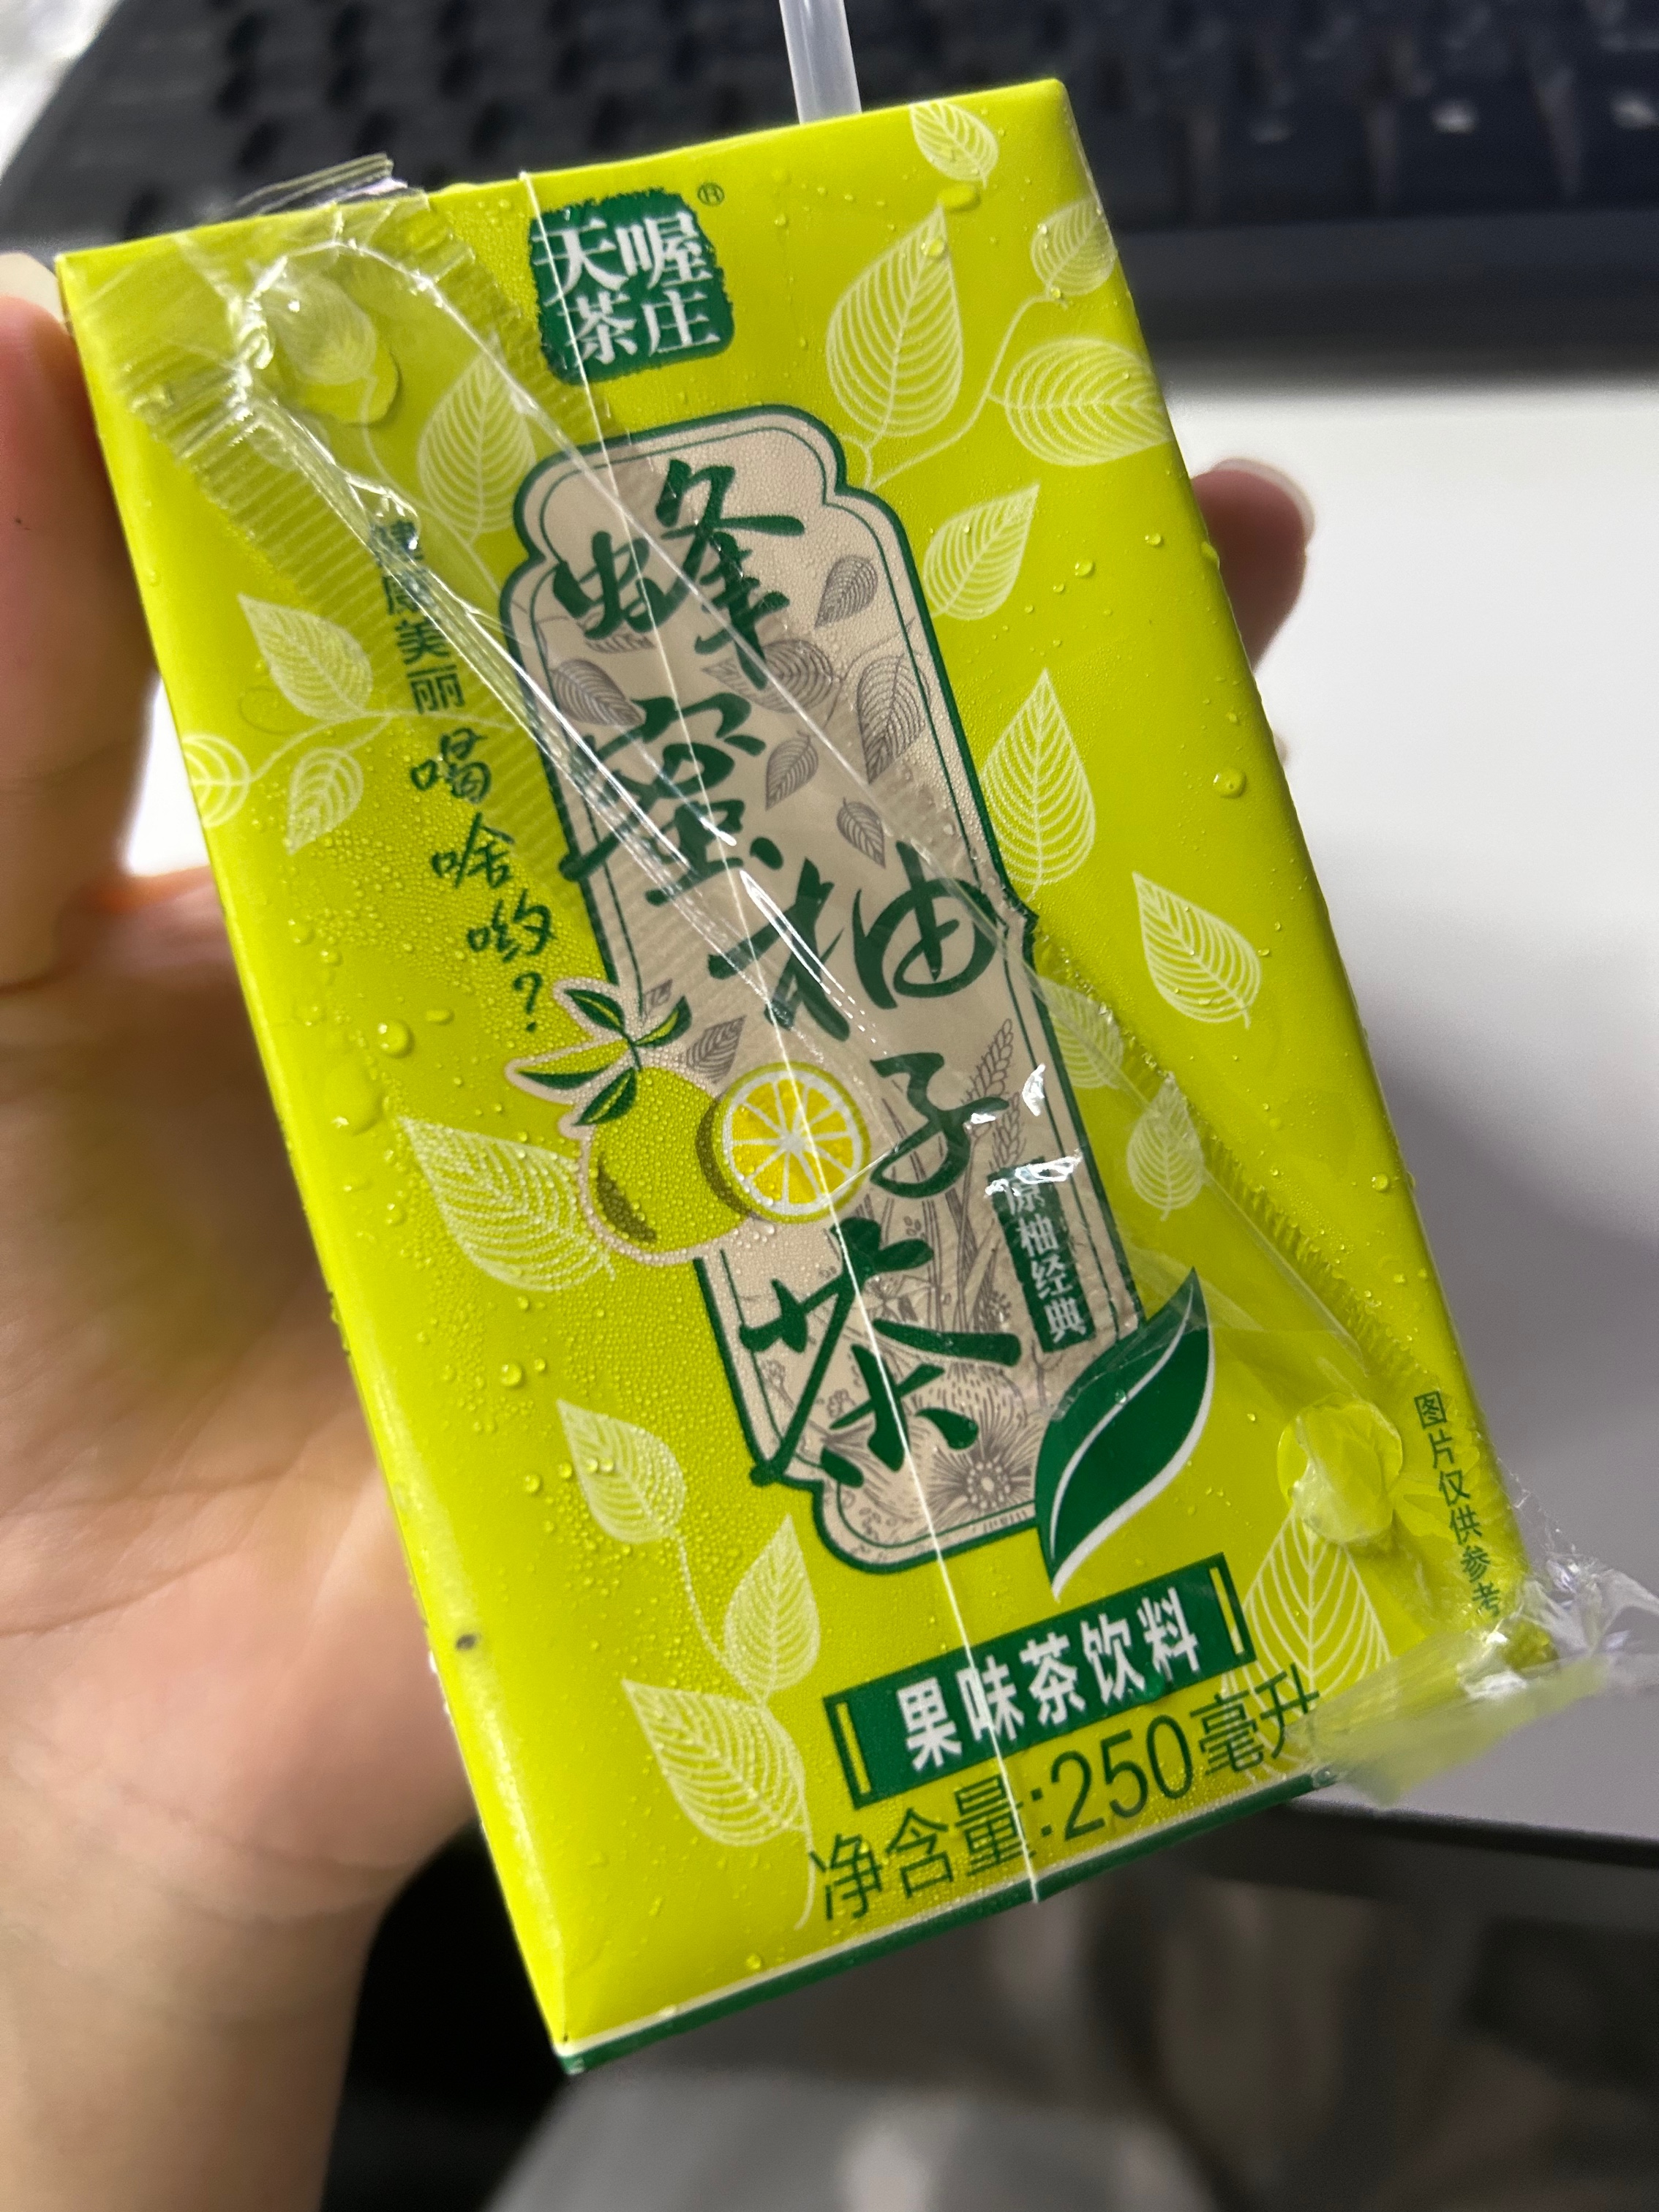 天喔®
茶庄
健康美丽喝啥哟？
蜂蜜柚子茶
原柚经典
图片仅供参考
果味茶饮料
净含量:250毫升